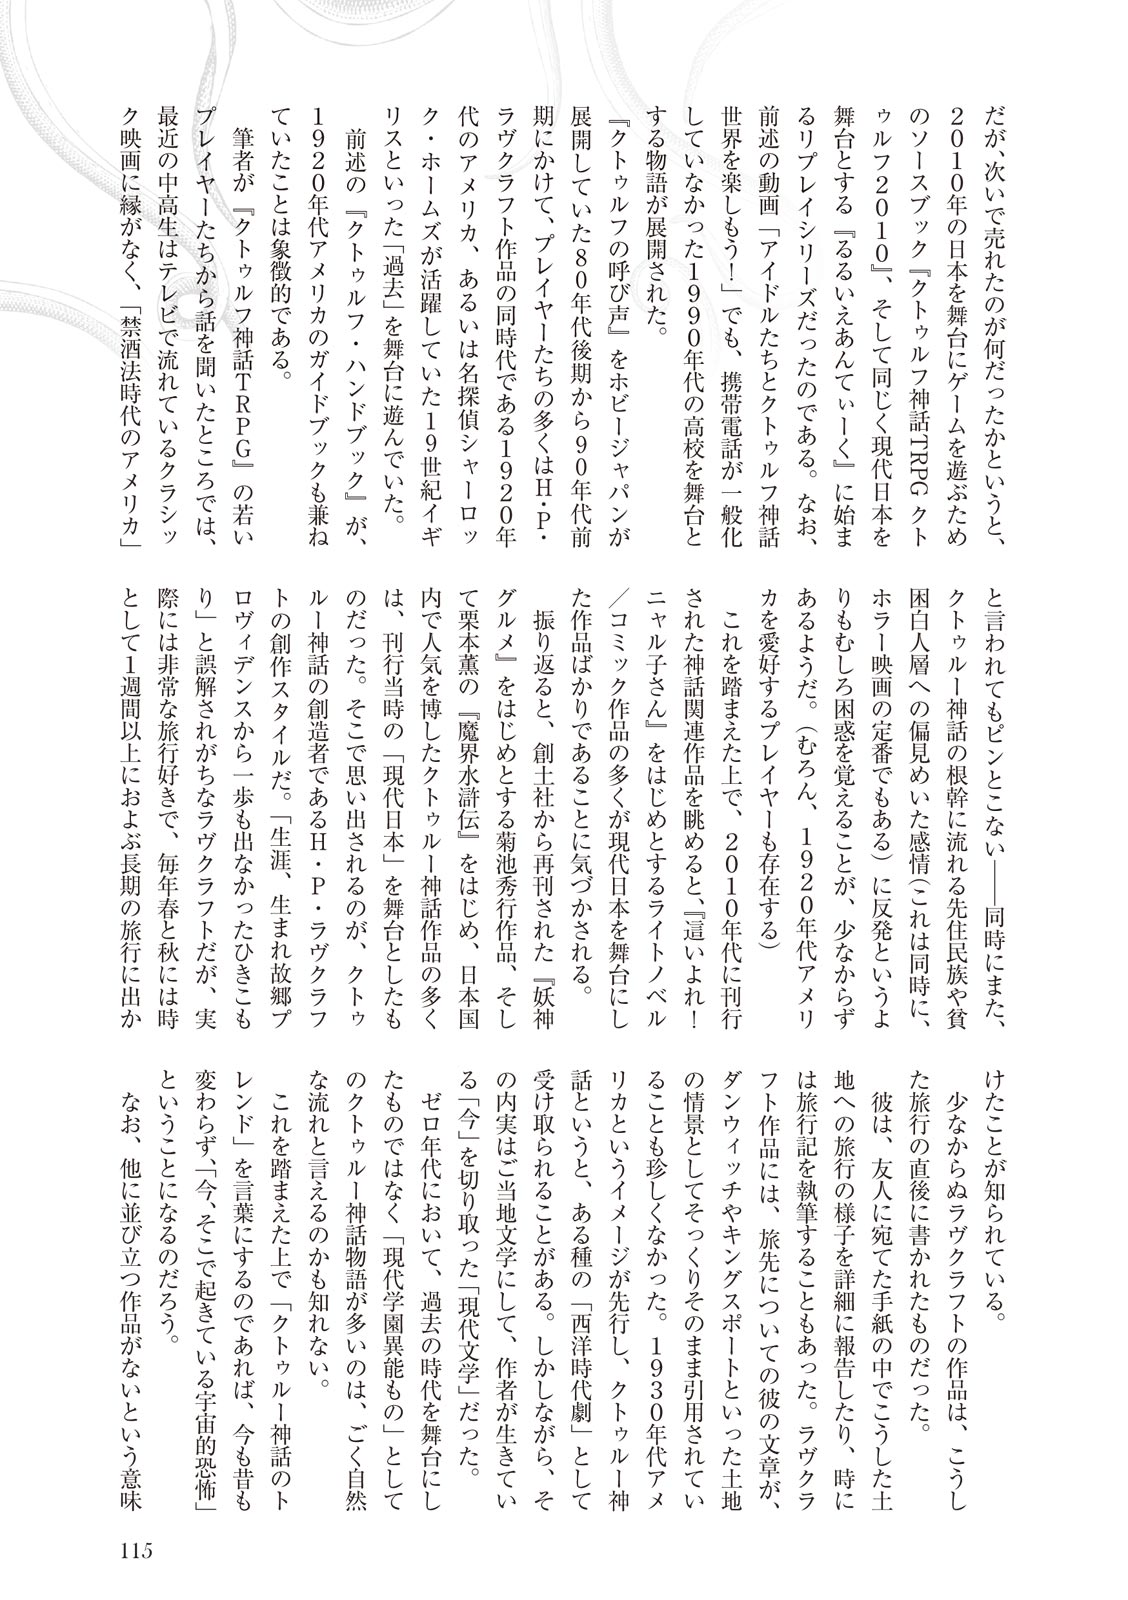 だが、次いで売れたのが何だったかというと、
2010年の日本を舞台にゲームを遊ぶため
のソースブック『クトゥルフ神話TRPG クト
ゥルフ2010』、そして同じく現代日本を
舞台とする『るるいえあんてぃーく』に始ま
るリプレイシリーズだったのである。なお、
前述の動画「アイドルたちとクトゥルフ神話
世界を楽しもう！」でも、携帯電話が一般化
していなかった1990年代の高校を舞台と
する物語が展開された。
『クトゥルフの呼び声』をホビージャパンが
展開していた80年代後期から90年代前
期にかけて、プレイヤーたちの多くはH・P・
ラヴクラフト作品の同時代である1920年
代のアメリカ、あるいは名探偵シャーロッ
ク・ホームズが活躍していた19世紀イギ
リスといった「過去」を舞台に遊んでいた。
前述の『クトゥルフ・ハンドブック』が、
1920年代アメリカのガイドブックも兼ね
ていたことは象徴的である。
筆者が『クトゥルフ神話TRPG』の若い
プレイヤーたちから話を聞いたところでは、
最近の中高生はテレビで流れているクラシッ
ク映画に縁がなく、「禁酒法時代のアメリカ」
と言われてもピンとこない――同時にまた、
クトゥルー神話の根幹に流れる先住民族や貧
困白人層への偏見めいた感情（これは同時に、
ホラー映画の定番でもある）に反発というよ
りもむしろ困惑を覚えることが、少なからず
あるようだ。（むろん、1920年代アメリ
カを愛好するプレイヤーも存在する）
これを踏まえた上で、2010年代に刊行
された神話関連作品を眺めると、『這いよれ！
ニャル子さん』をはじめとするライトノベル
／コミック作品の多くが現代日本を舞台にし
た作品ばかりであることに気づかされる。
振り返ると、創土社から再刊された『妖神
グルメ』をはじめとする菊池秀行作品、そし
て栗本薫の『魔界水滸伝』をはじめ、日本国
内で人気を博したクトゥルー神話作品の多く
は、刊行当時の「現代日本」を舞台としたも
のだった。そこで思い出されるのが、クトゥ
ルー神話の創造者であるH・P・ラヴクラフ
トの創作スタイルだ。「生涯、生まれ故郷プ
ロヴィデンスから一歩も出なかったひきこも
り」と誤解されがちなラヴクラフトだが、実
際には非常な旅行好きで、毎年春と秋には時
として1週間以上におよぶ長期の旅行に出か
けたことが知られている。
少なからぬラヴクラフトの作品は、こうし
た旅行の直後に書かれたものだった。
彼は、友人に宛てた手紙の中でこうした土
地への旅行の様子を詳細に報告したり、時に
は旅行記を執筆することもあった。ラヴクラ
フト作品には、旅先についての彼の文章が、
ダンウィッチやキングスポートといった土地
の情景としてそっくりそのまま引用されてい
ることも珍しくなかった。1930年代アメ
リカというイメージが先行し、クトゥルー神
話というと、ある種の「西洋時代劇」として
受け取られることがある。しかしながら、そ
の内実はご当地文学にして、作者が生きてい
る「今」を切り取った「現代文学」だった。
ゼロ年代において、過去の時代を舞台にし
たものではなく「現代学園異能もの」として
のクトゥルー神話物語が多いのは、ごく自然
な流れと言えるのかも知れない。
これを踏まえた上で「クトゥルー神話のト
レンド」を言葉にするのであれば、今も昔も
変わらず、「今、そこで起きている宇宙的恐怖」
ということになるのだろう。
なお、他に並び立つ作品がないという意味
115